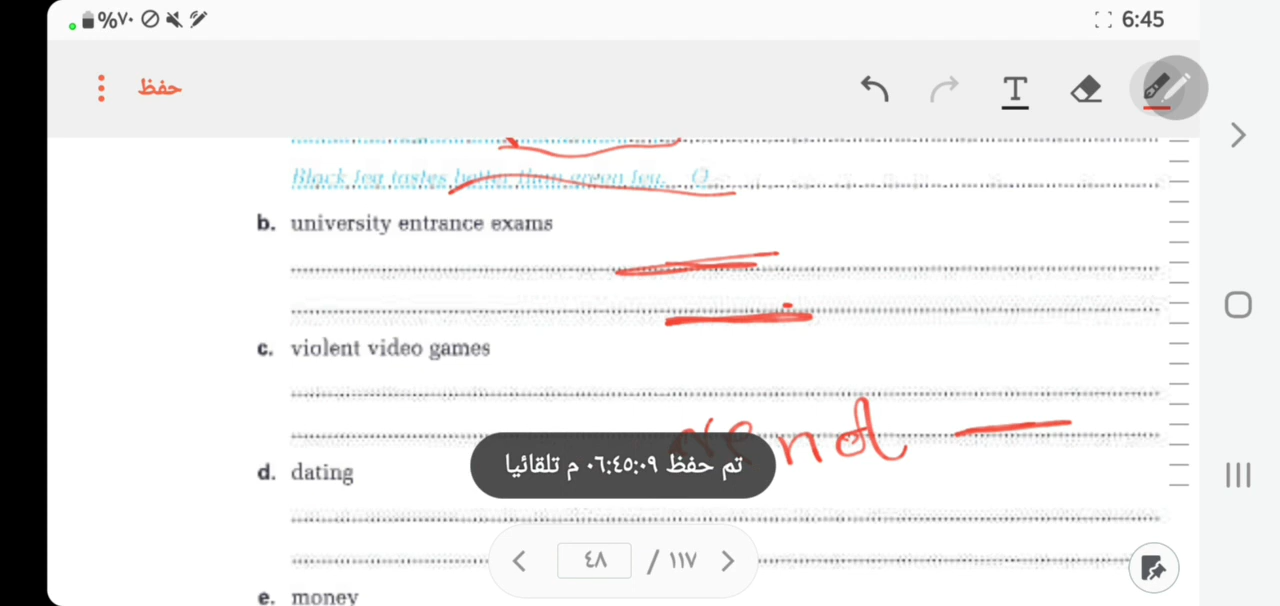 %٧٠ 6:45
حفظ T
Black tea tastes better than green tea. O
b. university entrance exams
c. violent video games
not
d. dating
تم حفظ ٠٦:٤٥:٠٩ م تلقائيا
٤٨ / ١١٧
e. money